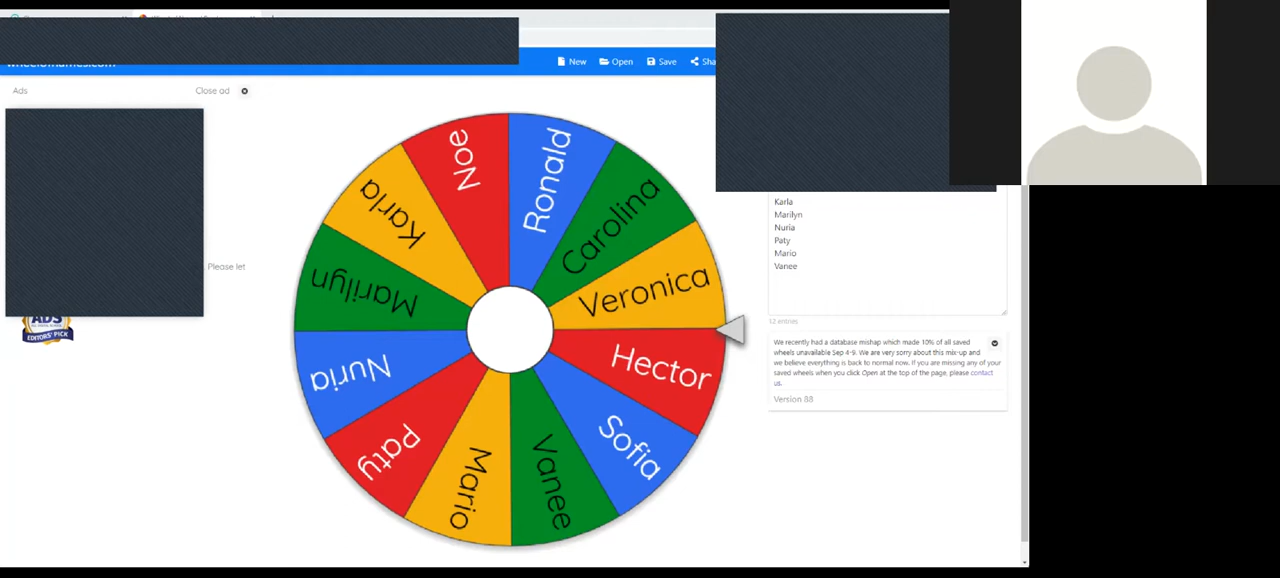 New Open Save
Ads Close ad
Noe
Ronald
Carolina
Veronica
Hector
Sofia
Vanee
Mario
Paty
Nuria
Marilyn
Karla
Please let
ADS
EDITORS' PICK
Karla
Marilyn
Nuria
Paty
Mario
Vanee
12 entries
We recently had a database mishap which made 10% of all saved
wheels unavailable Sep 4-9. We are very sorry about this mix-up and
we believe everything is back to normal now. If you are missing any of your
saved wheels when you click Open at the top of the page, please contact
us.
Version 88